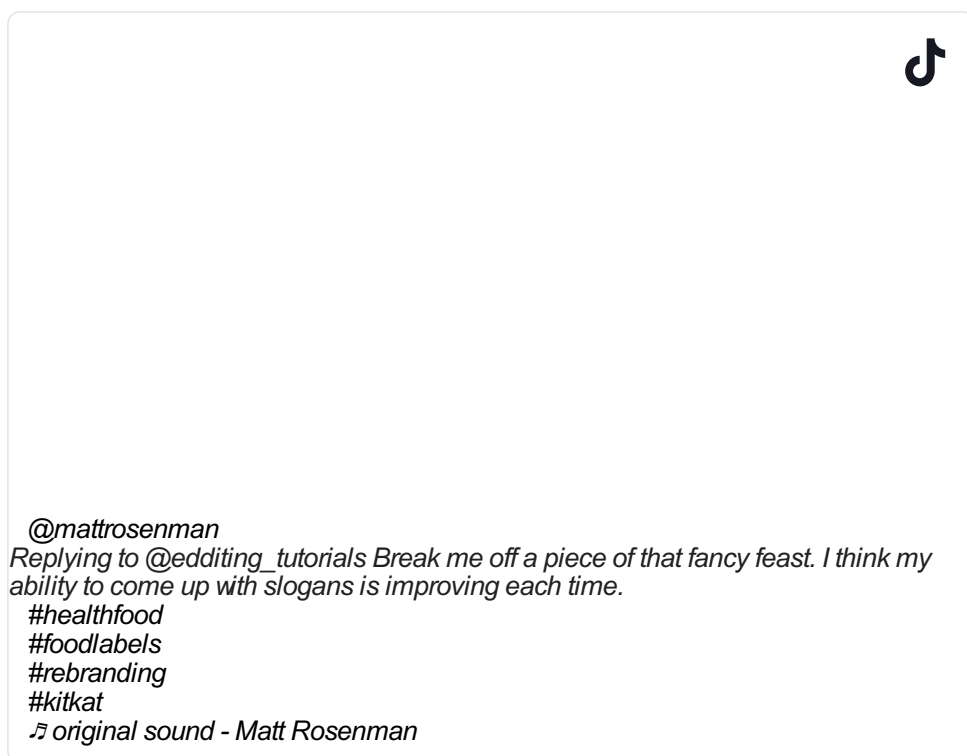 @mattrosenman
Replying to @edditing_tutorials Break me off a piece of that fancy feast. I think my
ability to come up with slogans is improving each time.
#healthfood
#foodlabels
#rebranding
#kitkat
♬ original sound - Matt Rosenman